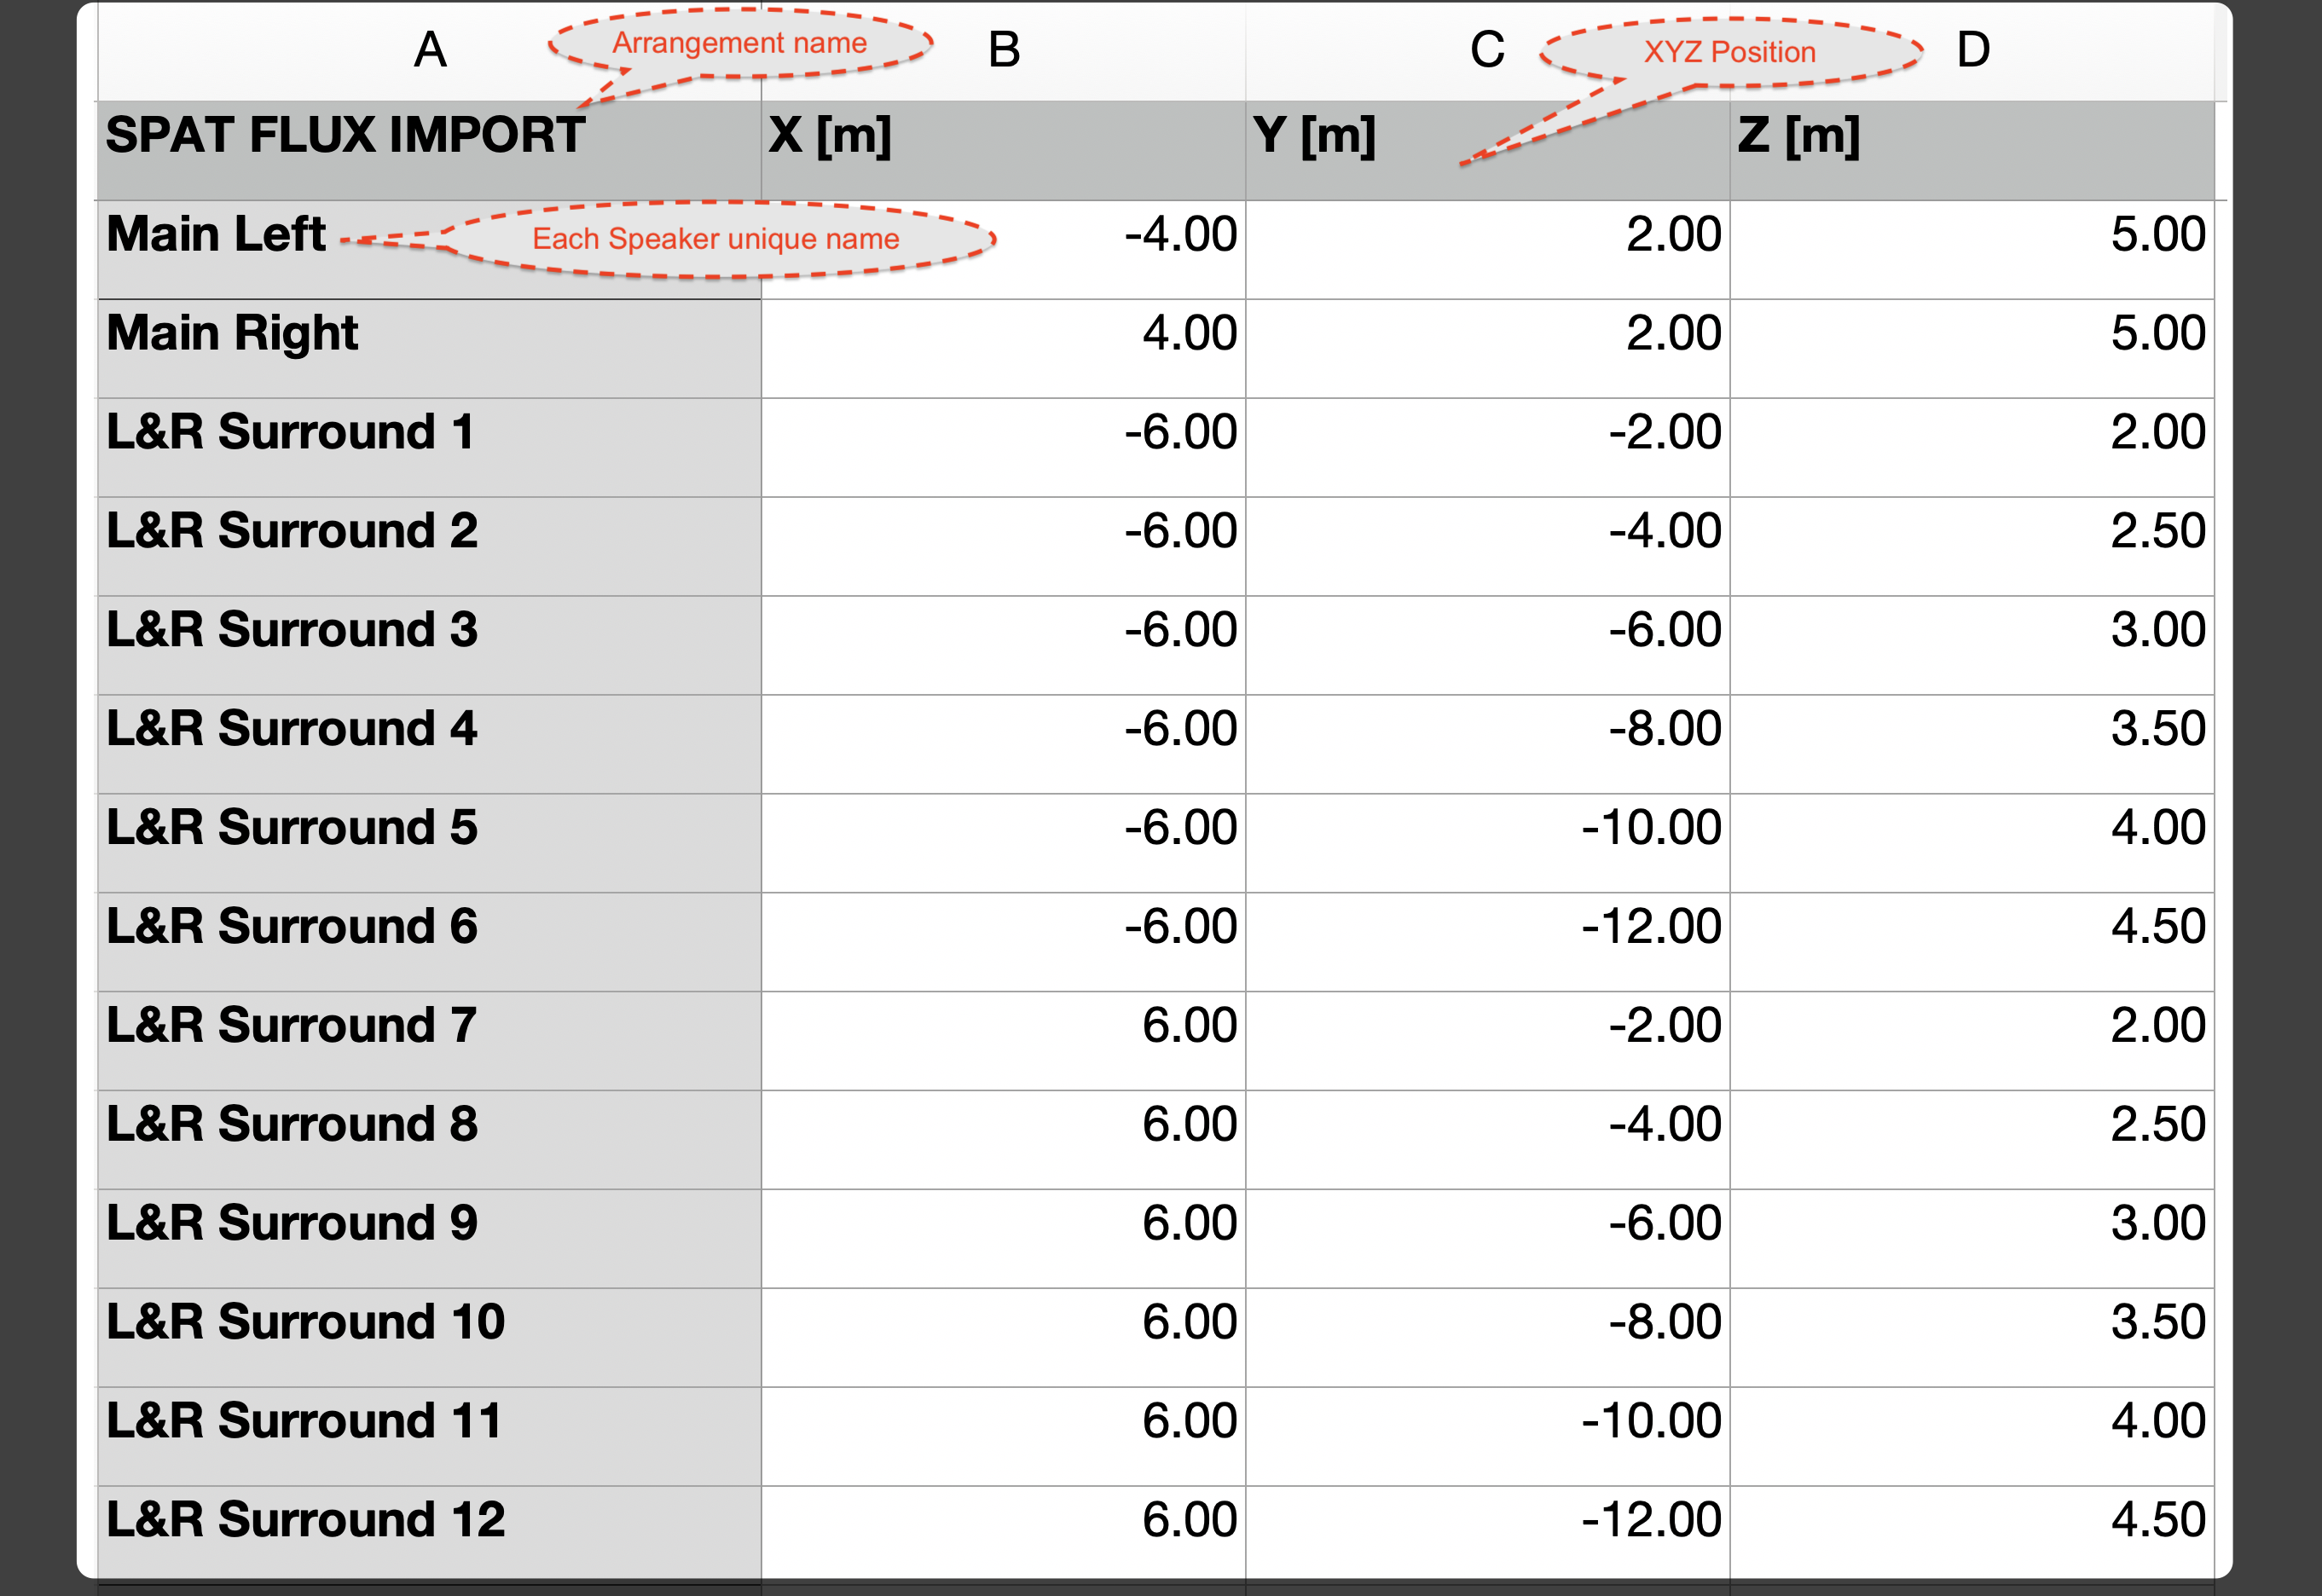 A Arrangement name B C XYZ Position D
SPAT FLUX IMPORT X [m] Y [m] Z [m]
Main Left Each Speaker unique name -4.00 2.00 5.00
Main Right 4.00 2.00 5.00
L&R Surround 1 -6.00 -2.00 2.00
L&R Surround 2 -6.00 -4.00 2.50
L&R Surround 3 -6.00 -6.00 3.00
L&R Surround 4 -6.00 -8.00 3.50
L&R Surround 5 -6.00 -10.00 4.00
L&R Surround 6 -6.00 -12.00 4.50
L&R Surround 7 6.00 -2.00 2.00
L&R Surround 8 6.00 -4.00 2.50
L&R Surround 9 6.00 -6.00 3.00
L&R Surround 10 6.00 -8.00 3.50
L&R Surround 11 6.00 -10.00 4.00
L&R Surround 12 6.00 -12.00 4.50